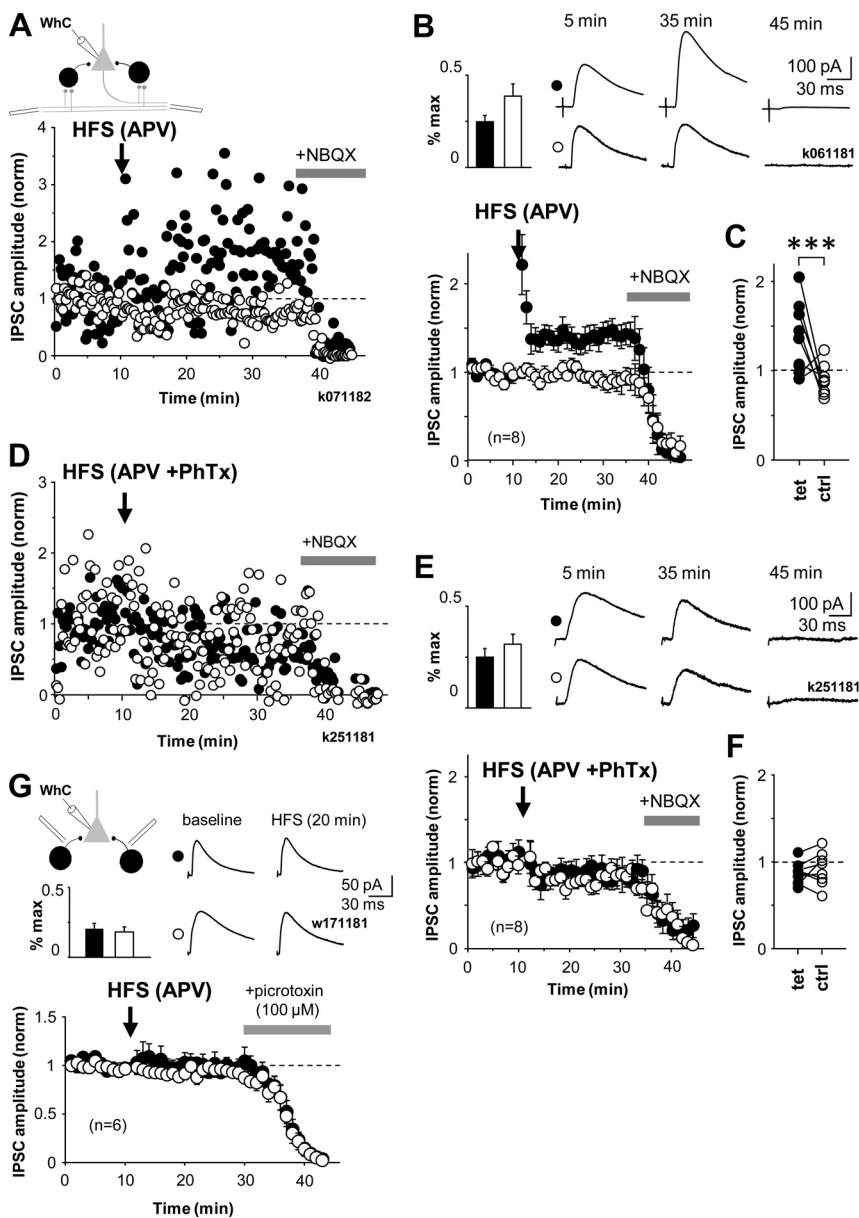 A
WhC
HFS (APV)
+NBQX
IPSC amplitude (norm)
4
3
2
1
0
0 10 20 30 40
Time (min)
k071182
B
5 min 35 min 45 min
100 pA
30 ms
% max
0.5
0
k061181
HFS (APV)
+NBQX
IPSC amplitude (norm)
2
1
0
(n=8)
0 10 20 30 40
Time (min)
C
***
IPSC amplitude (norm)
2
1
0
tet
ctrl
D
HFS (APV +PhTx)
+NBQX
IPSC amplitude (norm)
3
2
1
0
0 10 20 30 40
Time (min)
k251181
E
5 min 35 min 45 min
100 pA
30 ms
% max
0.5
0
k251181
HFS (APV +PhTx)
+NBQX
IPSC amplitude (norm)
2
1
0
(n=8)
0 10 20 30 40
Time (min)
F
IPSC amplitude (norm)
2
1
0
tet
ctrl
G
WhC
baseline HFS (20 min)
50 pA
30 ms
% max
0.5
0
w171181
HFS (APV)
+picrotoxin
(100 µM)
IPSC amplitude (norm)
1.5
1
0.5
0
(n=6)
0 10 20 30 40
Time (min)